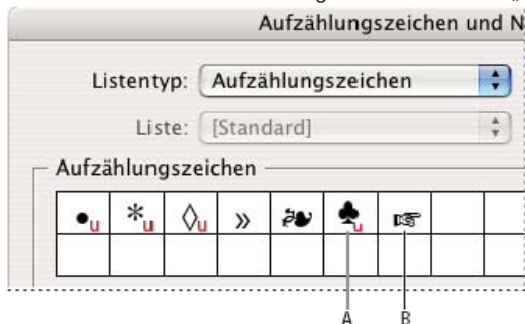 Aufzählungszeichen und N
Listentyp: Aufzählungszeichen
Liste: [Standard]
Aufzählungszeichen
•u *u ◊u » ❧ ♣u ☞
A B